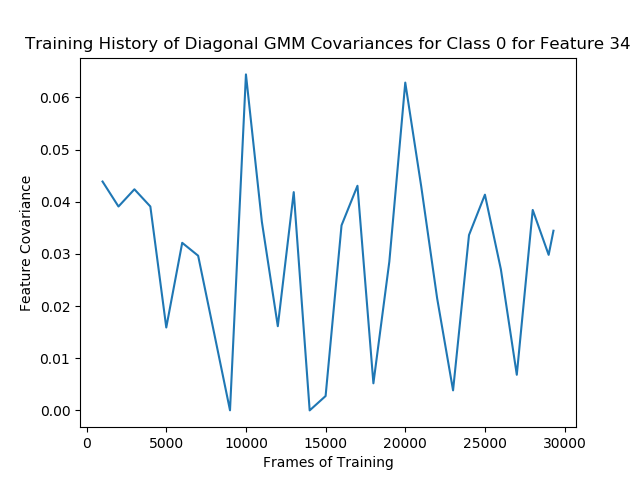 Training History of Diagonal GMM Covariances for Class 0 for Feature 34
Feature Covariance
0.06
0.05
0.04
0.03
0.02
0.01
0.00
0 5000 10000 15000 20000 25000 30000
Frames of Training